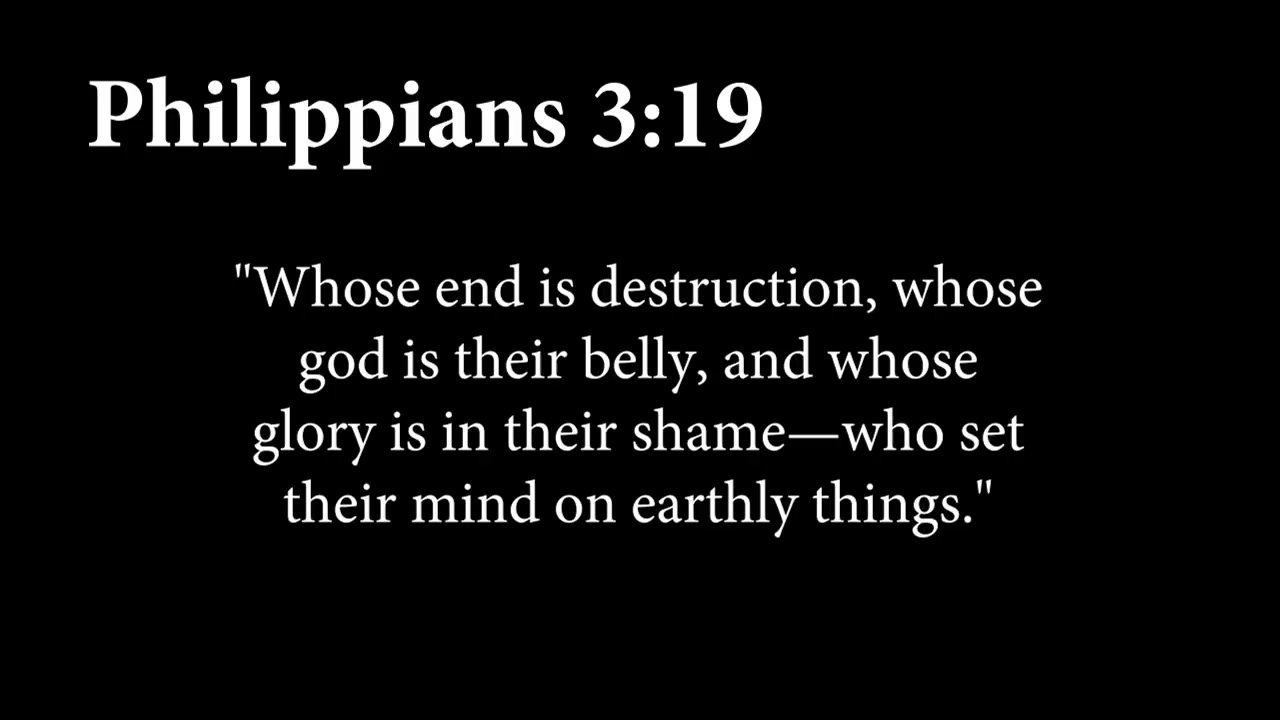 Philippians 3:19
"Whose end is destruction, whose
god is their belly, and whose
glory is in their shame—who set
their mind on earthly things."